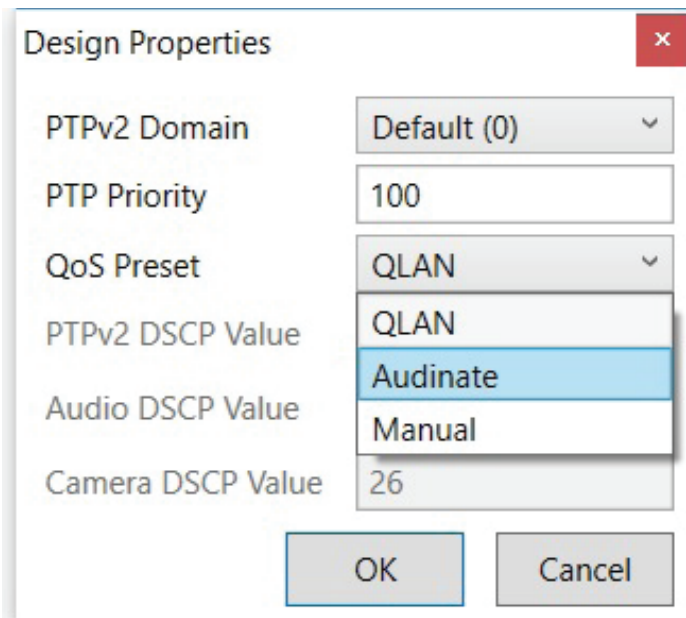 Design Properties
PTPv2 Domain Default (0)
PTP Priority 100
QoS Preset QLAN
QLAN
PTPv2 DSCP Value
Audinate
Audio DSCP Value
Manual
Camera DSCP Value 26
OK Cancel